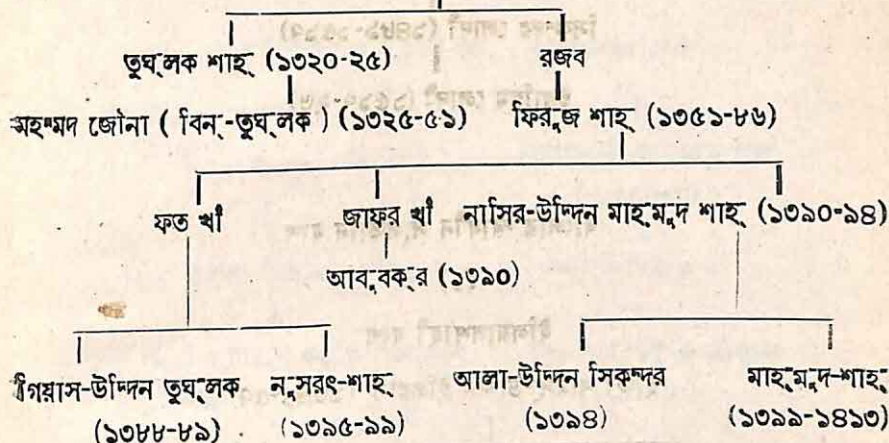 তুঘ্‌লক শাহ্‌ (১৩২০-২৫) রজব
মহম্মদ জৌনা ( বিন্‌-তুঘ্‌লক ) (১৩২৫-৫১) ফিরুজ শাহ্‌ (১৩৫১-৮৬)
ফত খাঁ জাফর খাঁ নাসির-উদ্দিন মাহ্‌মুদ শাহ্‌ (১৩৯০-৯৪)
আবুবক্‌র (১৩৯০)
গিয়াস-উদ্দিন তুঘ্‌লক নুসরৎ-শাহ্‌ আলা-উদ্দিন সিকন্দর মাহ্‌মুদ-শাহ্‌
(১৩৮৮-৮৯) (১৩৯৫-৯৯) (১৩৯৪) (১৩৯৯-১৪১৩)